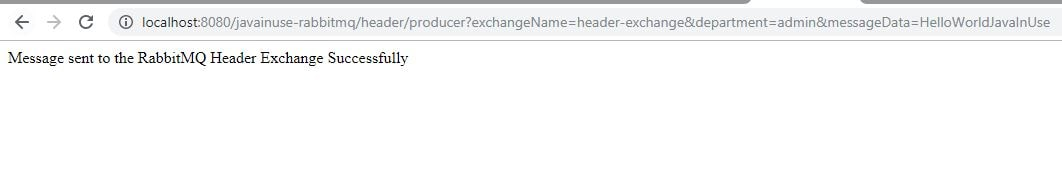 localhost:8080/javainuse-rabbitmq/header/producer?exchangeName=header-exchange&department=admin&messageData=HelloWorldJavaInUse
Message sent to the RabbitMQ Header Exchange Successfully